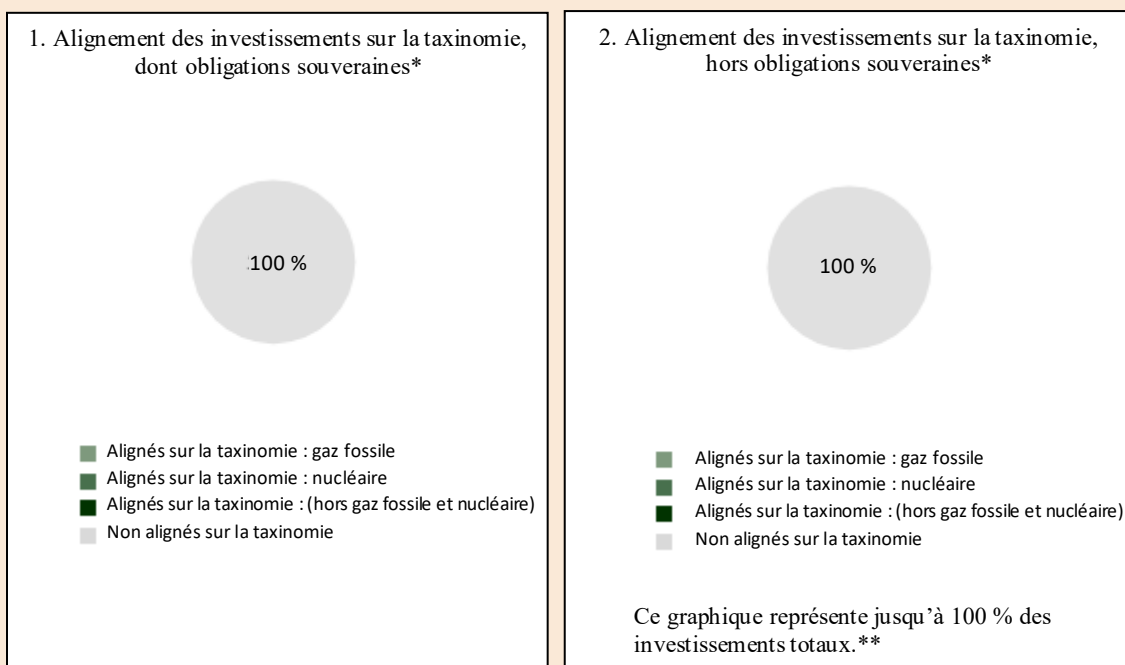 1. Alignement des investissements sur la taxinomie,
dont obligations souveraines*
100 %
Alignés sur la taxinomie : gaz fossile
Alignés sur la taxinomie : nucléaire
Alignés sur la taxinomie : (hors gaz fossile et nucléaire)
Non alignés sur la taxinomie
2. Alignement des investissements sur la taxinomie,
hors obligations souveraines*
100 %
Alignés sur la taxinomie : gaz fossile
Alignés sur la taxinomie : nucléaire
Alignés sur la taxinomie : (hors gaz fossile et nucléaire)
Non alignés sur la taxinomie
Ce graphique représente jusqu’à 100 % des
investissements totaux.**